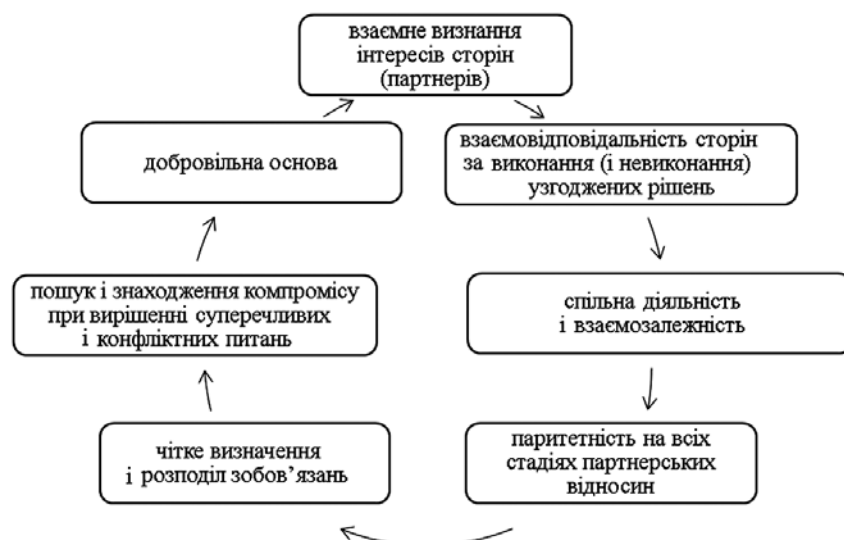 взаємне визнання
інтересів сторін
(партнерів)
взаємовідповідальність сторін
за виконання (і невиконання)
узгоджених рішень
спільна діяльність
і взаємозалежність
паритетність на всіх
стадіях партнерських
відносин
чітке визначення
і розподіл зобов’язань
пошук і знаходження компромісу
при вирішенні суперечливих
і конфліктних питань
добровільна основа